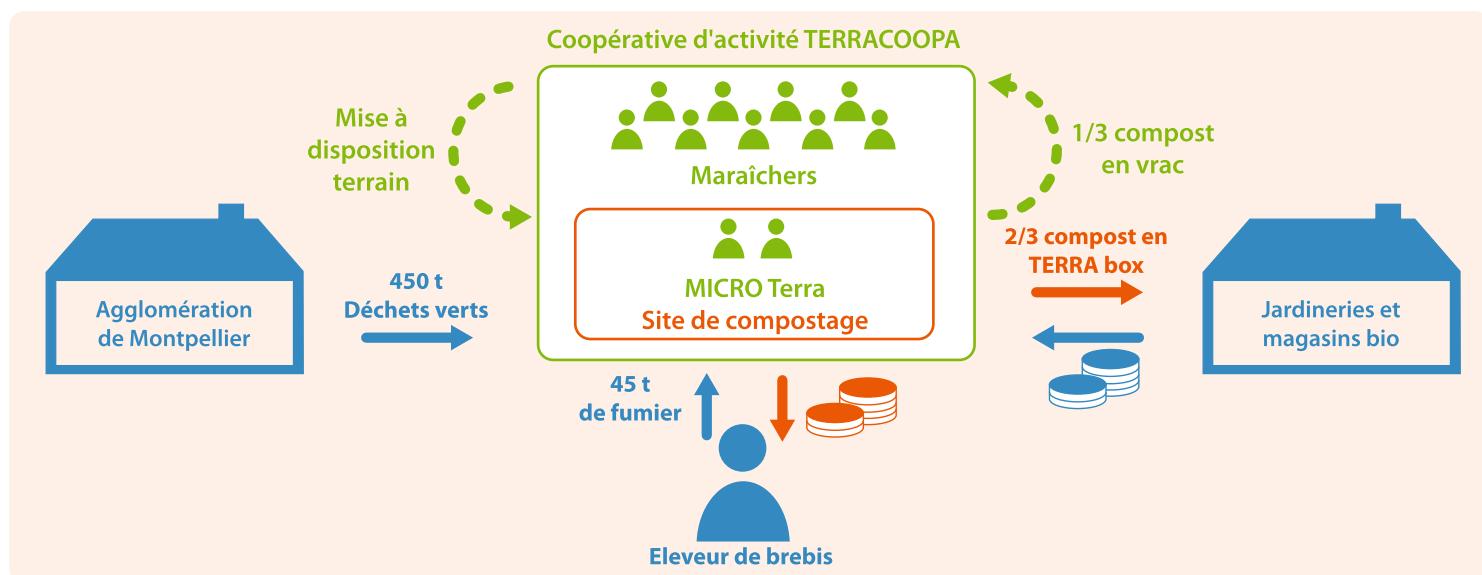 Coopérative d'activité TERRACOOPA
Mise à
disposition
terrain
Maraîchers
1/3 compost
en vrac
MICRO Terra
Site de compostage
Agglomération
de Montpellier
450 t
Déchets verts
2/3 compost en
TERRA box
Jardineries et
magasins bio
45 t
de fumier
Eleveur de brebis